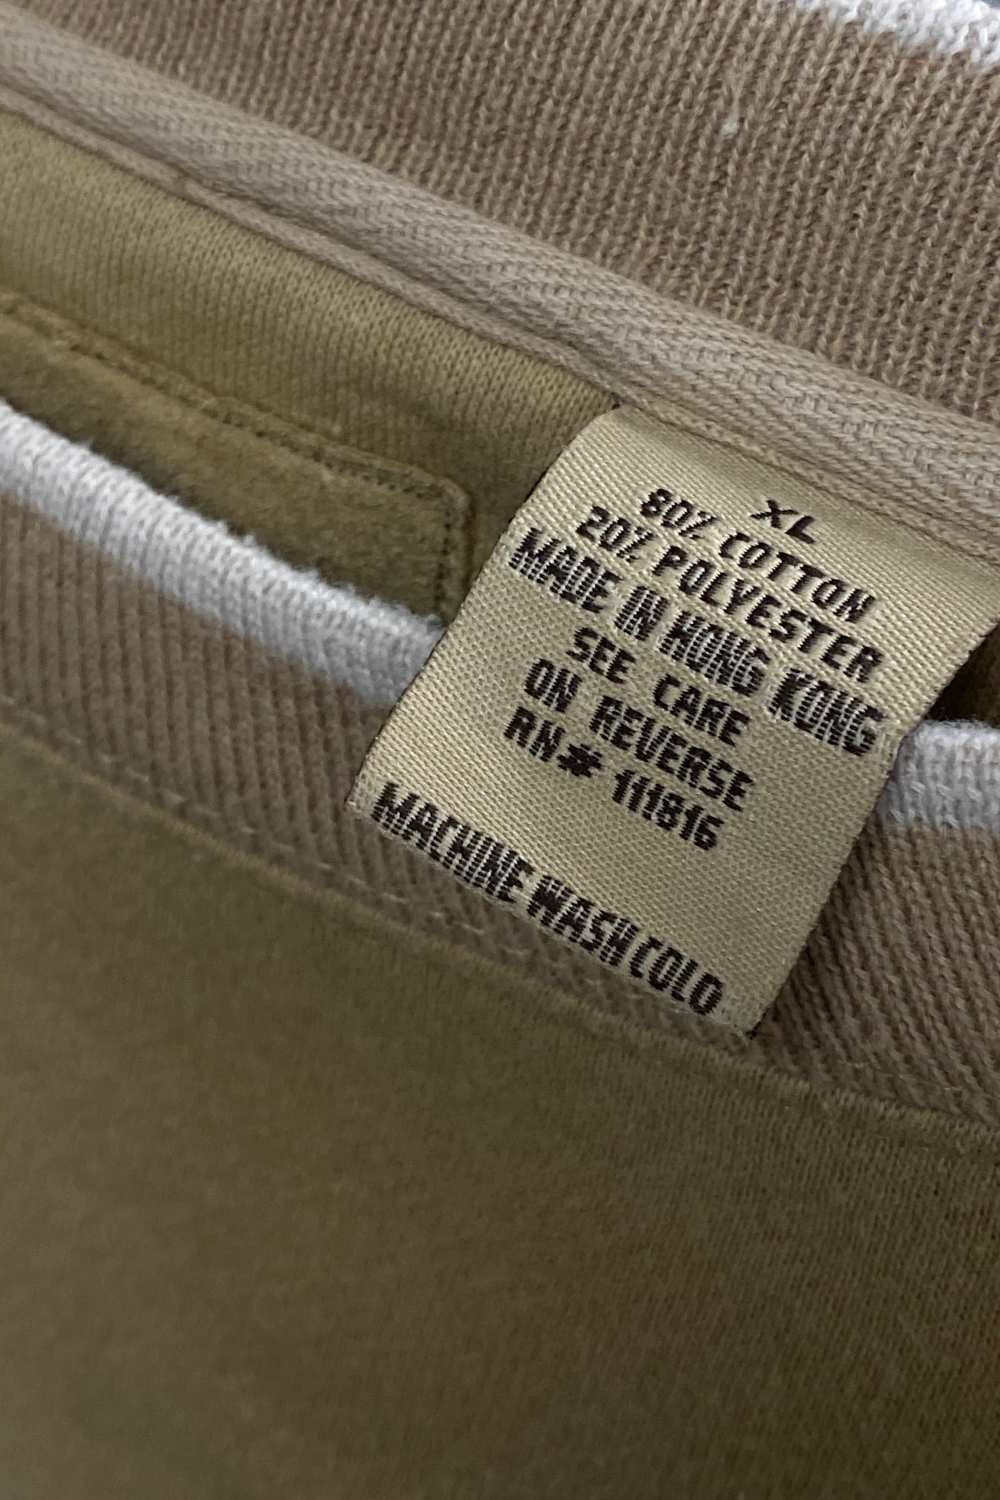 XL
80% COTTON
20% POLYESTER
MADE IN HONG KONG
SEE CARE
ON REVERSE
RN# 111816
MACHINE WASH COLD